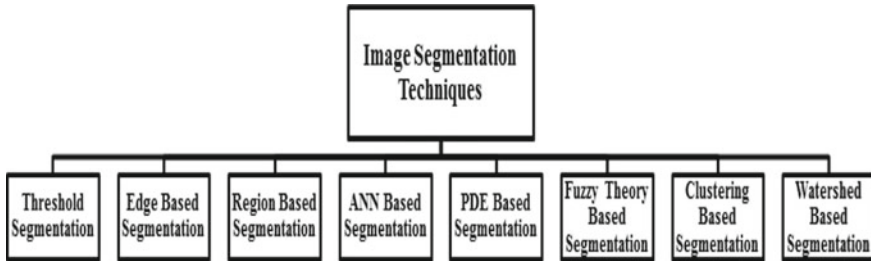 Image Segmentation
Techniques
Threshold
Segmentation
Edge Based
Segmentation
Region Based
Segmentation
ANN Based
Segmentation
PDE Based
Segmentation
Fuzzy Theory
Based
Segmentation
Clustering
Based
Segmentation
Watershed
Based
Segmentation